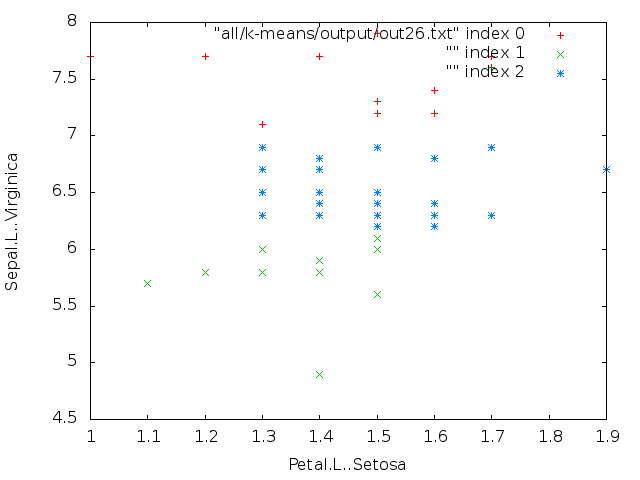 "all/k-means/output/out26.txt" index 0
"" index 1
"" index 2
8
7.5
7
6.5
6
5.5
5
4.5
Sepal.L..Virginica
1 1.1 1.2 1.3 1.4 1.5 1.6 1.7 1.8 1.9
Petal.L..Setosa